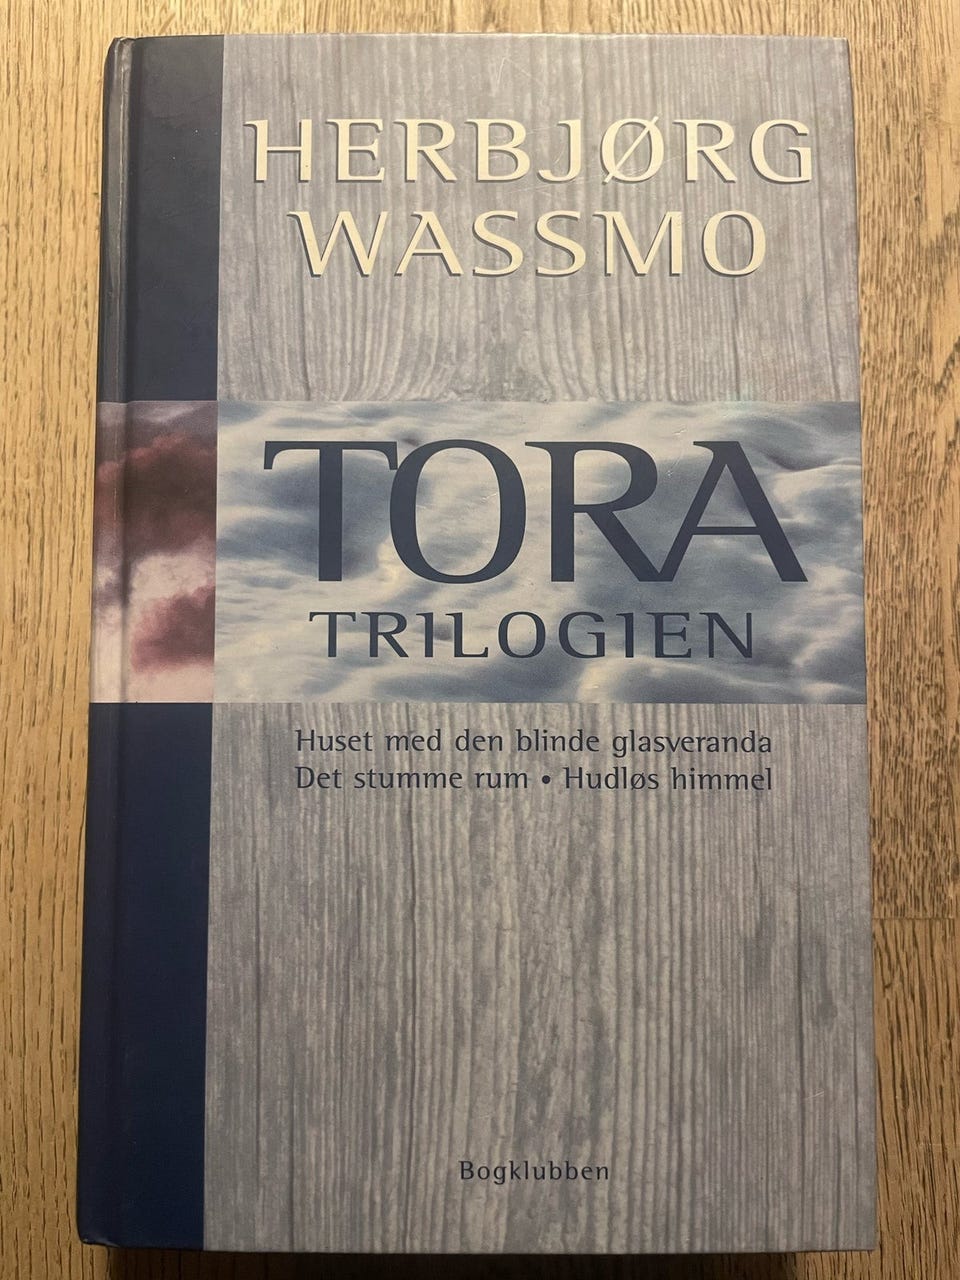 HERBJØRG
WASSMO
TORA
TRILOGIEN
Huset med den blinde glasveranda
Det stumme rum • Hudløs himmel
Bogklubben